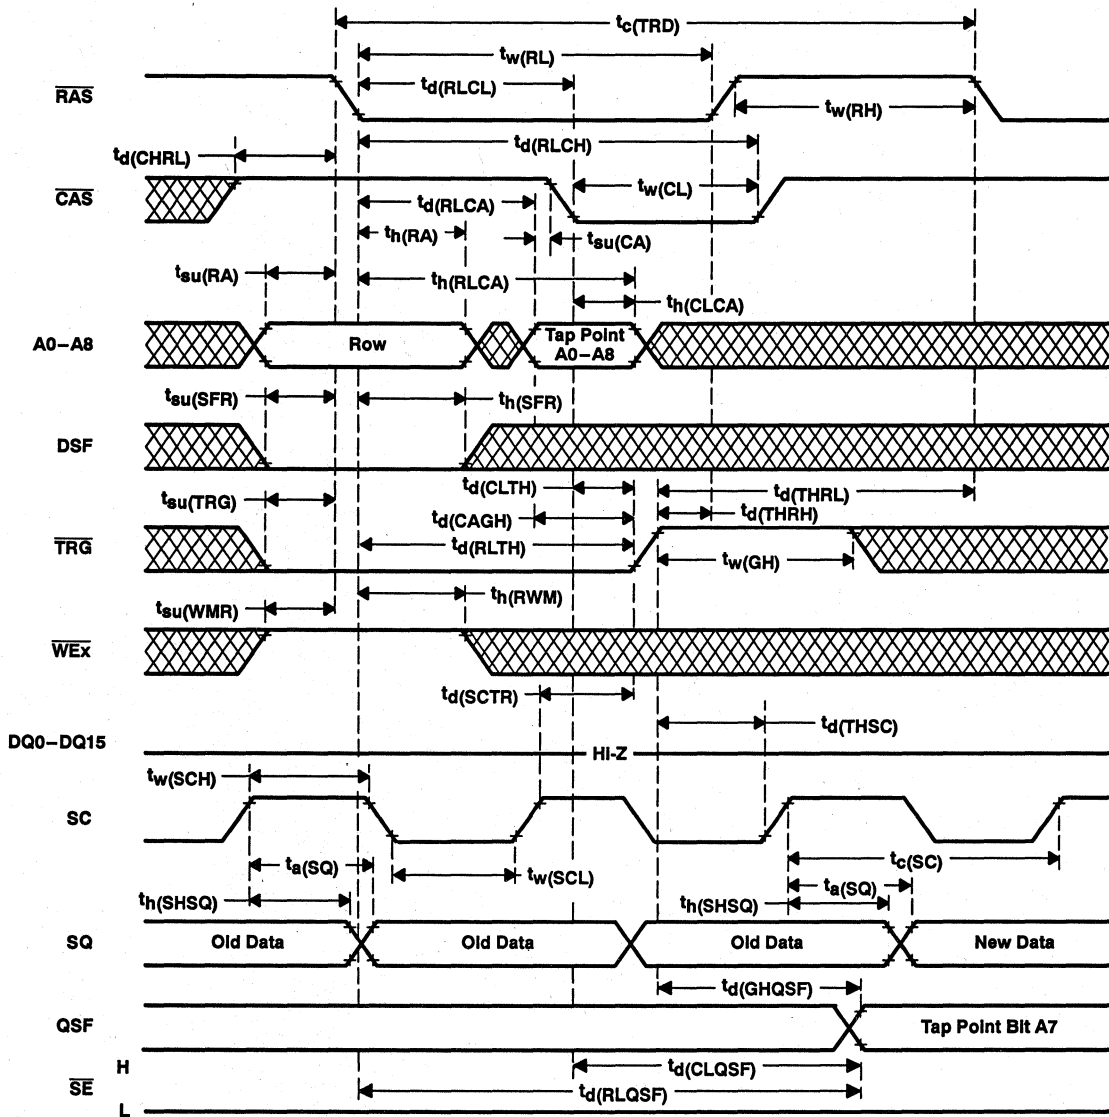 tc(TRD)
tw(RL)
td(RLCL)
RAS
tw(RH)
td(RLCH)
td(CHRL)
CAS
tw(CL)
td(RLCA)
th(RA)
tsu(CA)
tsu(RA)
th(RLCA)
th(CLCA)
A0–A8
Row
Tap Point
A0–A8
tsu(SFR)
th(SFR)
DSF
td(CLTH)
td(THRL)
tsu(TRG)
td(CAGH)
td(THRH)
td(RLTH)
TRG
tw(GH)
th(RWM)
tsu(WMR)
WEx
td(SCTR)
td(THSC)
DQ0–DQ15
HI-Z
tw(SCH)
SC
ta(SQ)
tw(SCL)
tc(SC)
ta(SQ)
th(SHSQ)
th(SHSQ)
SQ
Old Data
Old Data
Old Data
New Data
td(GHQSF)
QSF
Tap Point Bit A7
H
td(CLQSF)
SE
td(RLQSF)
L